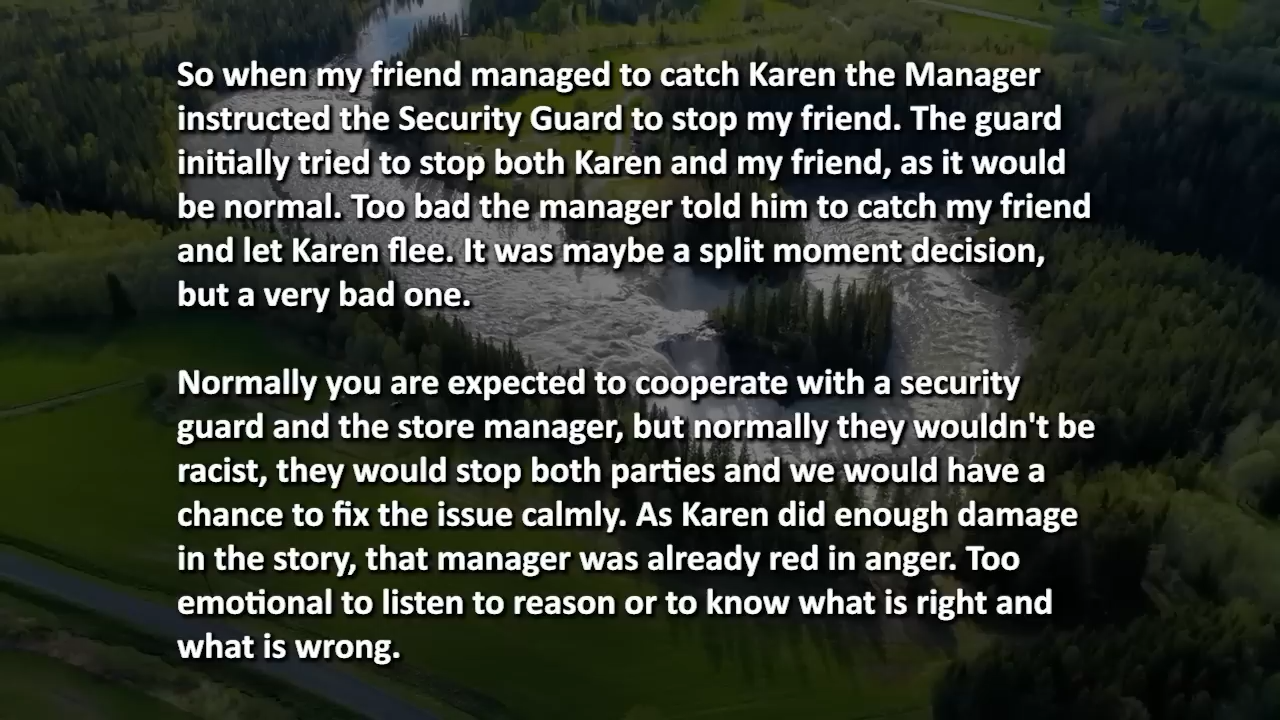 So when my friend managed to catch Karen the Manager
instructed the Security Guard to stop my friend. The guard
initially tried to stop both Karen and my friend, as it would
be normal. Too bad the manager told him to catch my friend
and let Karen flee. It was maybe a split moment decision,
but a very bad one.
Normally you are expected to cooperate with a security
guard and the store manager, but normally they wouldn't be
racist, they would stop both parties and we would have a
chance to fix the issue calmly. As Karen did enough damage
in the story, that manager was already red in anger. Too
emotional to listen to reason or to know what is right and
what is wrong.